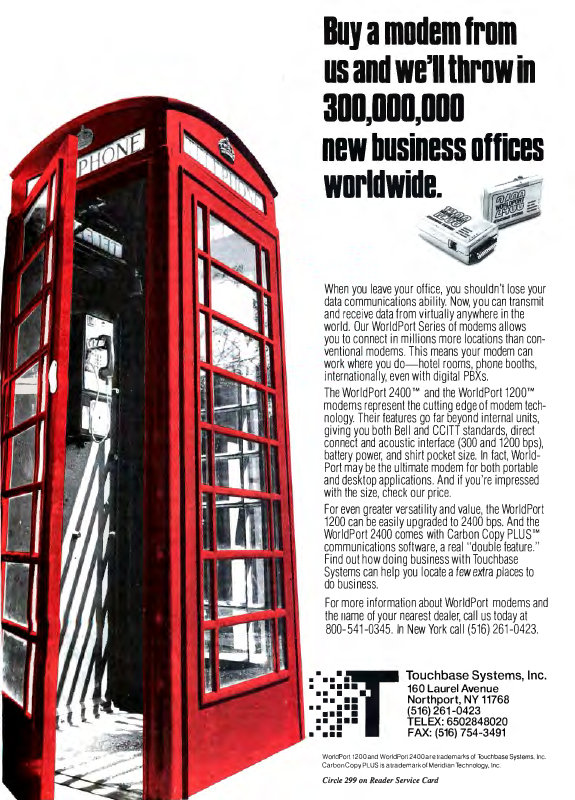 Buy a modem from
us and we'll throw in
300,000,000
new business offices
worldwide.
PHONE
TELEPHONE
2400
WORLDPORT
2400
1200
When you leave your office, you shouldn't lose your
data communications ability. Now, you can transmit
and receive data from virtually anywhere in the
world. Our WorldPort Series of modems allows
you to connect in millions more locations than con-
ventional modems. This means your modem can
work where you do—hotel rooms, phone booths,
internationally, even with digital PBXs.
The WorldPort 2400™ and the WorldPort 1200™
modems represent the cutting edge of modem tech-
nology. Their features go far beyond internal units,
giving you both Bell and CCITT standards, direct
connect and acoustic interface (300 and 1200 bps),
battery power, and shirt pocket size. In fact, World-
Port may be the ultimate modem for both portable
and desktop applications. And if you're impressed
with the size, check our price.
For even greater versatility and value, the WorldPort
1200 can be easily upgraded to 2400 bps. And the
WorldPort 2400 comes with Carbon Copy PLUS™
communications software, a real "double feature."
Find out how doing business with Touchbase
Systems can help you locate a few extra places to
do business.
For more information about WorldPort modems and
the name of your nearest dealer, call us today at
800-541-0345. In New York call (516) 261-0423.
T
Touchbase Systems, Inc.
160 Laurel Avenue
Northport, NY 11768
(516) 261-0423
TELEX: 6502848020
FAX: (516) 754-3491
WorldPort 1200 and WorldPort 2400 are trademarks of Touchbase Systems, Inc.
Carbon Copy PLUS is a trademark of Meridian Technology, Inc.
Circle 299 on Reader Service Card